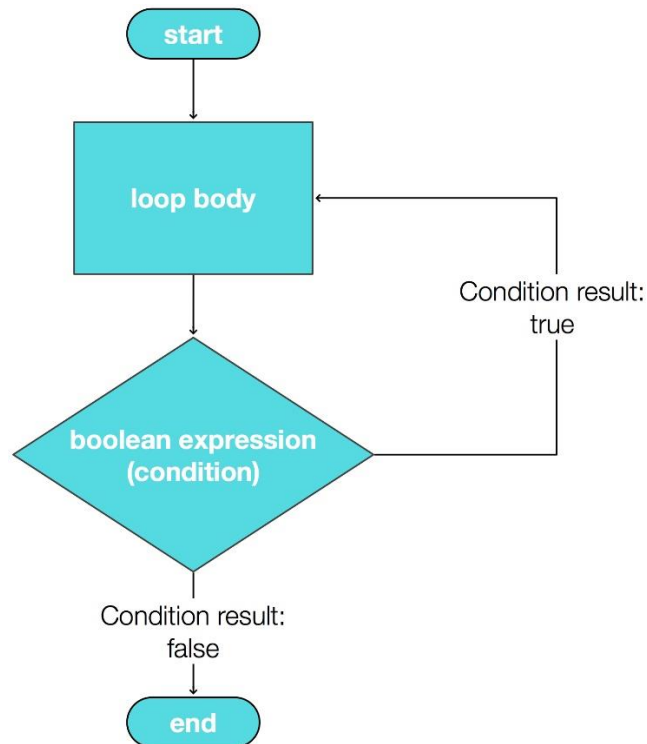 start
loop body
Condition result:
true
boolean expression
(condition)
Condition result:
false
end